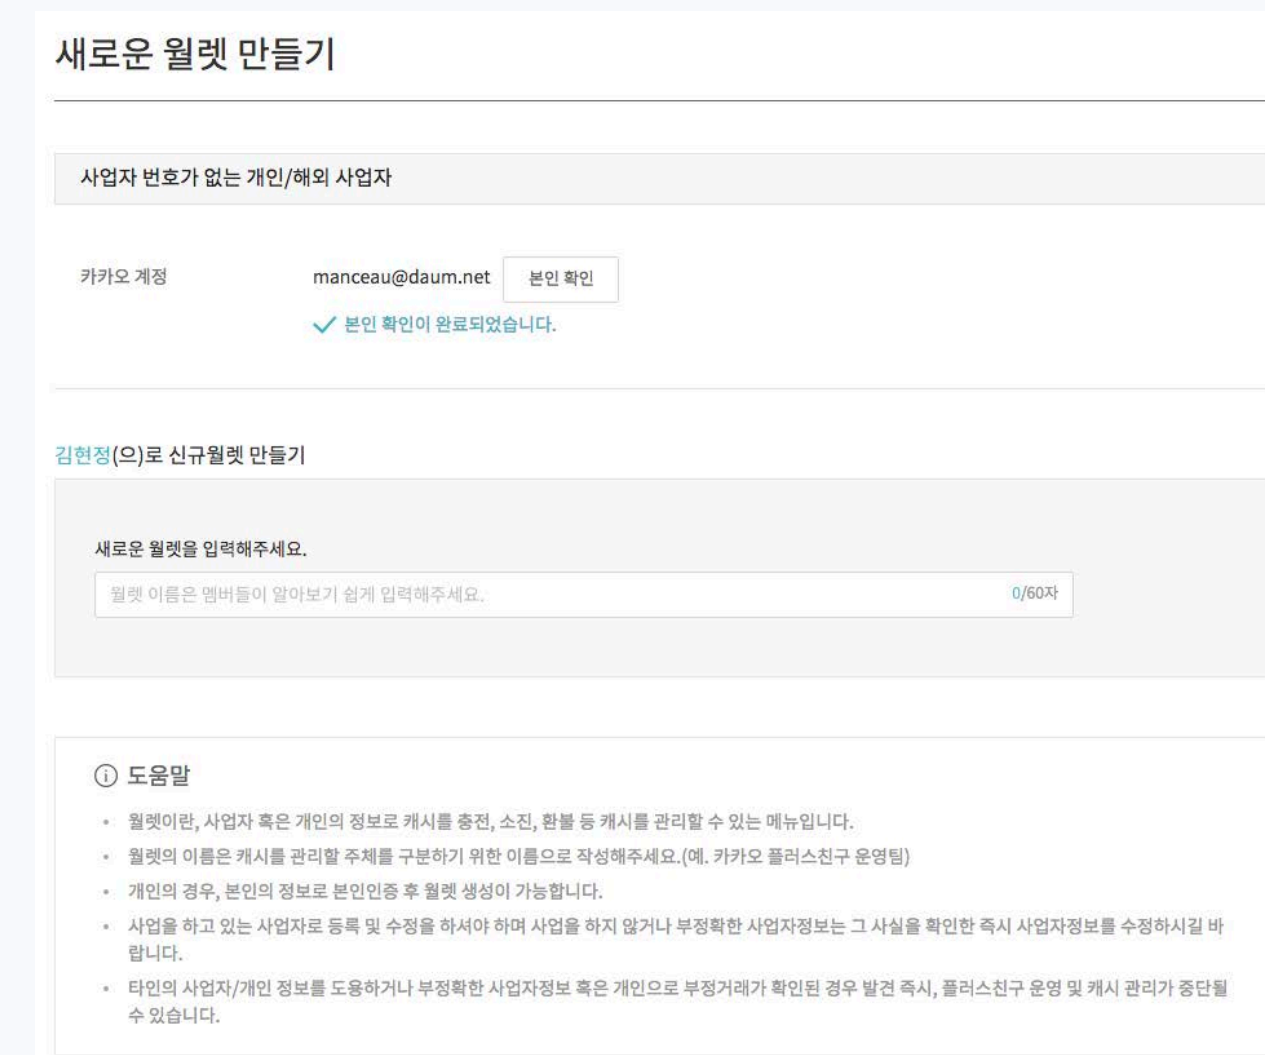 새로운 월렛 만들기
사업자 번호가 없는 개인/해외 사업자
카카오 계정
manceau@daum.net
본인 확인
본인 확인이 완료되었습니다.
김현정(으)로 신규월렛 만들기
새로운 월렛을 입력해주세요.
월렛 이름은 멤버들이 알아보기 쉽게 입력해주세요.
0/60자
도움말
• 월렛이란, 사업자 혹은 개인의 정보로 캐시를 충전, 소진, 환불 등 캐시를 관리할 수 있는 메뉴입니다.
• 월렛의 이름은 캐시를 관리할 주체를 구분하기 위한 이름으로 작성해주세요.(예. 카카오 플러스친구 운영팀)
• 개인의 경우, 본인의 정보로 본인인증 후 월렛 생성이 가능합니다.
• 사업을 하고 있는 사업자로 등록 및 수정을 하셔야 하며 사업을 하지 않거나 부정확한 사업자정보는 그 사실을 확인한 즉시 사업자정보를 수정하시길 바
랍니다.
• 타인의 사업자/개인 정보를 도용하거나 부정확한 사업자정보 혹은 개인으로 부정거래가 확인된 경우 발견 즉시, 플러스친구 운영 및 캐시 관리가 중단될
수 있습니다.